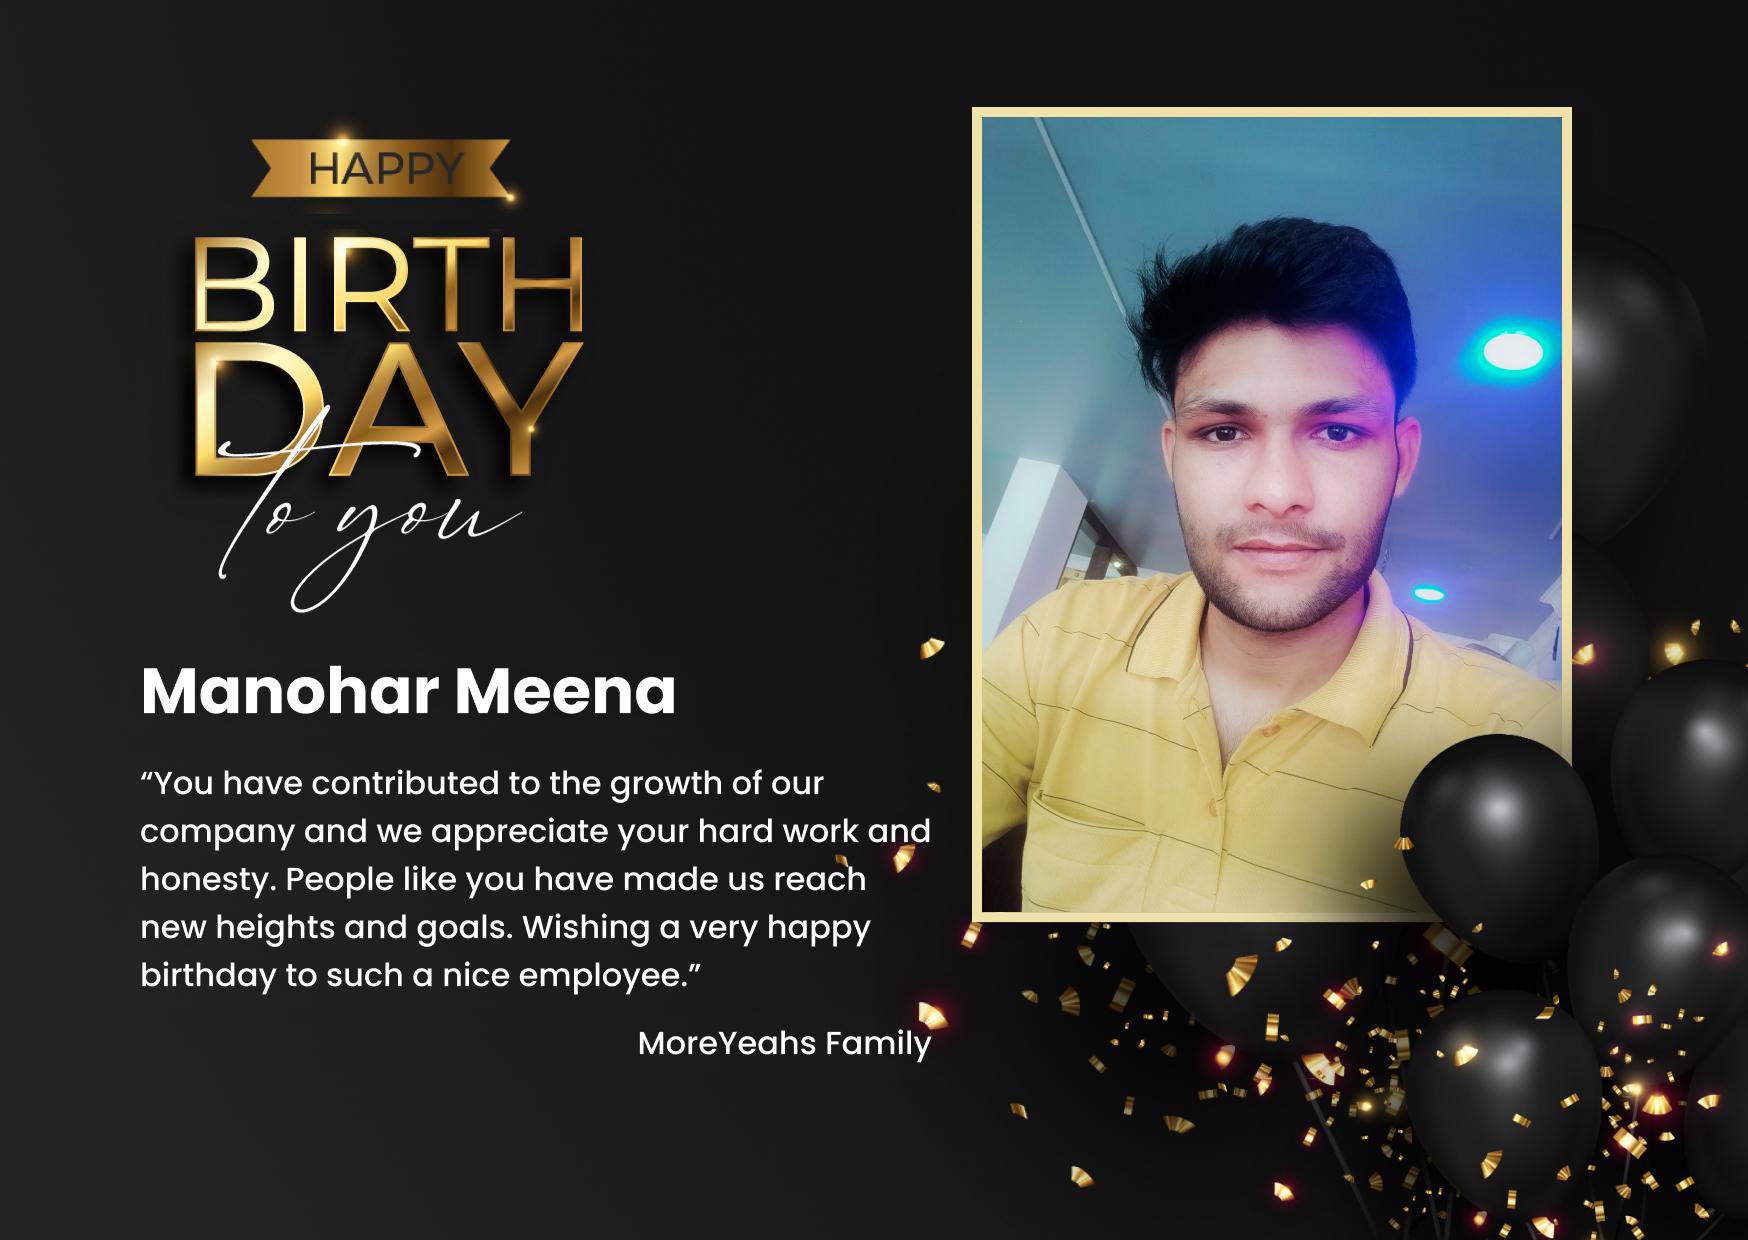 HAPPY
BIRTH
DAY
To you
Manohar Meena
“You have contributed to the growth of our
company and we appreciate your hard work and
honesty. People like you have made us reach
new heights and goals. Wishing a very happy
birthday to such a nice employee.”
MoreYeahs Family